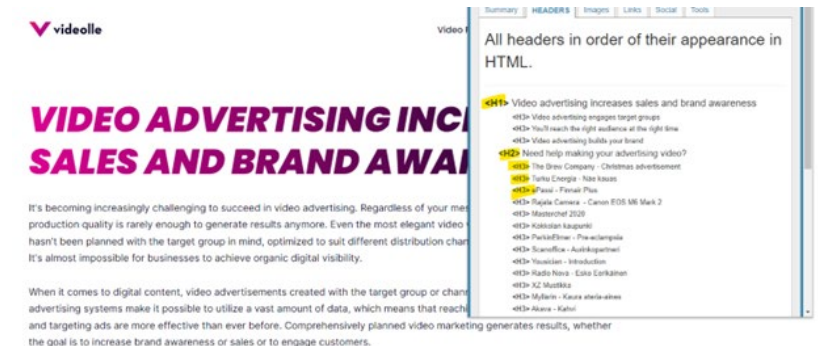 videolle
Video
VIDEO ADVERTISING INC
SALES AND BRAND AWA
It's becoming increasingly challenging to succeed in video advertising. Regardless of your mes
production quality is rarely enough to generate results anymore. Even the most elegant video
hasn't been planned with the target group in mind, optimized to suit different distribution chan
It's almost impossible for businesses to achieve organic digital visibility.
When it comes to digital content, video advertisements created with the target group or chann
advertising systems make it possible to utilize a vast amount of data, which means that reachi
and targeting ads are more effective than ever before. Comprehensively planned video marketing generates results, whether
the goal is to increase brand awareness or sales or to engage customers.
Summary HEADERS Images Links Social Tools
All headers in order of their appearance in
HTML.
<H1> Video advertising increases sales and brand awareness
<H3> Video advertising engages target groups
<H3> You'll reach the right audience at the right time
<H3> Video advertising builds your brand
<H2> Need help making your advertising video?
<H3> The Brew Company - Christmas advertisement
<H3> Turku Energia - Näe kauas
<H3> ePassi - Finnair Plus
<H3> Rajala Camera - Canon EOS M6 Mark 2
<H3> Masterchef 2020
<H3> Kokkolan kaupunki
<H3> PerkinElmer - Pre-eclampsia
<H3> Scanoffice - Aurinkopartneri
<H3> Yousician - Introduction
<H3> Radio Nova - Esko Eerikäinen
<H3> XZ Mustikka
<H3> Myllärin - Kaura ateria-aines
<H3> Akava - Kahvi